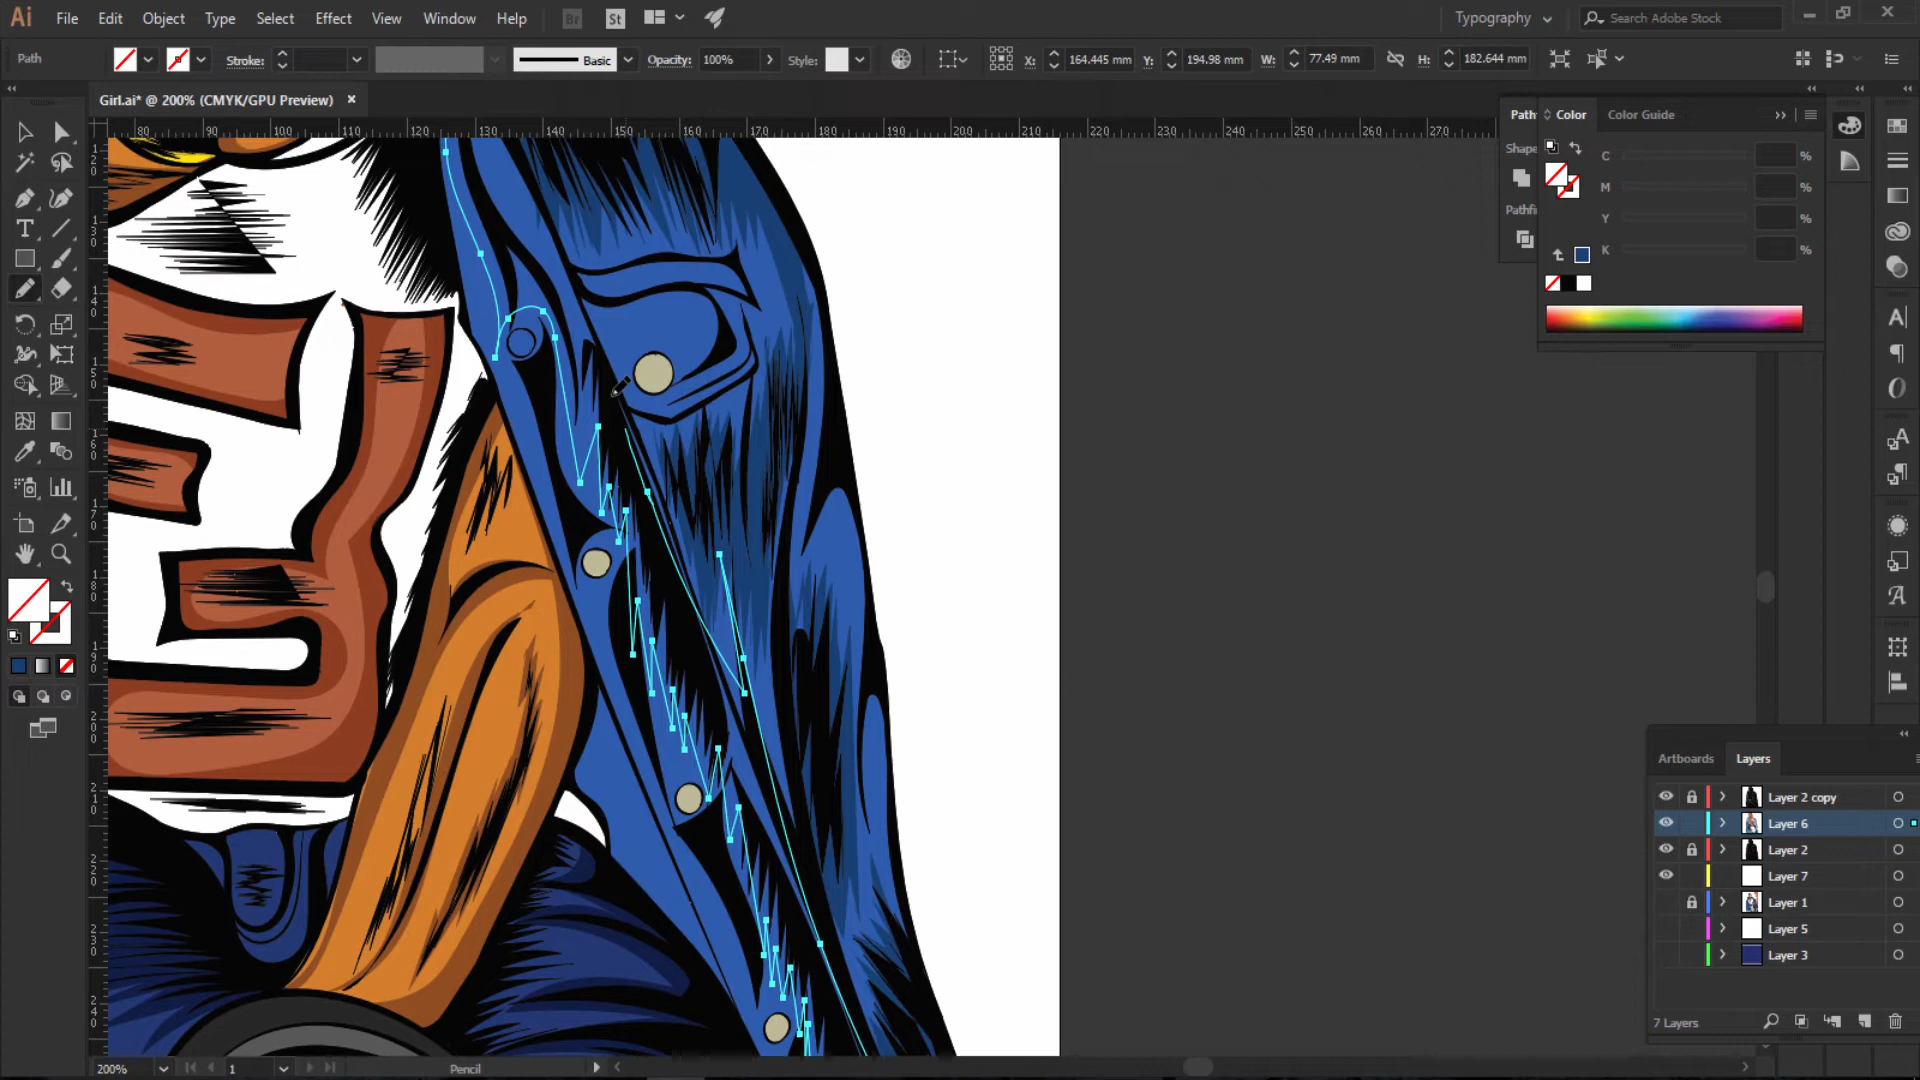 Ai File Edit Object Type Select Effect View Window Help Br St Typography Search Adobe Stock
Path Stroke: Basic Opacity: 100% Style: X: 164.445 mm Y: 194.98 mm W: 77.49 mm H: 182.644 mm
Girl.ai* @ 200% (CMYK/GPU Preview)
80 90 100 110 120 130 140 150 160 170 180 190 200 210 220 230 240 250 260 270
Path Color Color Guide
Shape C %
M %
Pathfi Y %
K %
Artboards Layers
Layer 2 copy
Layer 6
Layer 2
Layer 7
Layer 1
Layer 5
Layer 3
7 Layers
200% 1 Pencil